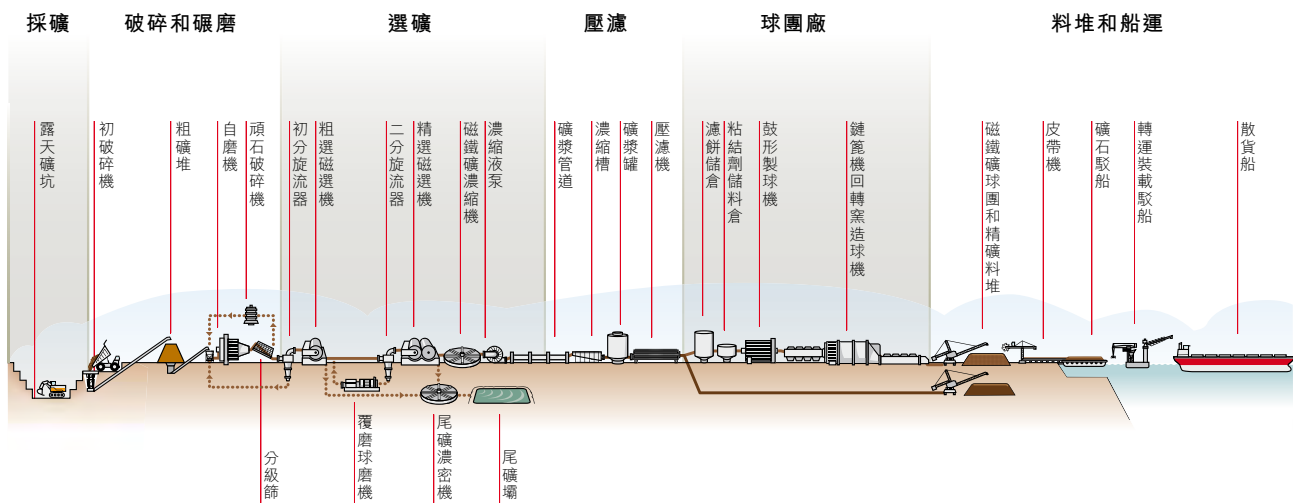 採礦
破碎和碾磨
選礦
壓濾
球團廠
料堆和船運
露天礦坑
初破碎機
粗礦堆
自磨機
頑石破碎機
初分旋流器
粗選磁選機
二分旋流器
精選磁選機
磁鐵礦濃縮機
濃縮液泵
礦漿管道
濃縮槽
礦漿罐
壓濾機
濾餅儲倉
粘結劑儲料倉
鼓形製球機
鏈篦機回轉窯造球機
磁鐵礦球團和精礦料堆
皮帶機
礦石駁船
轉運裝載駁船
散貨船
分級篩
覆磨球磨機
尾礦濃密機
尾礦壩